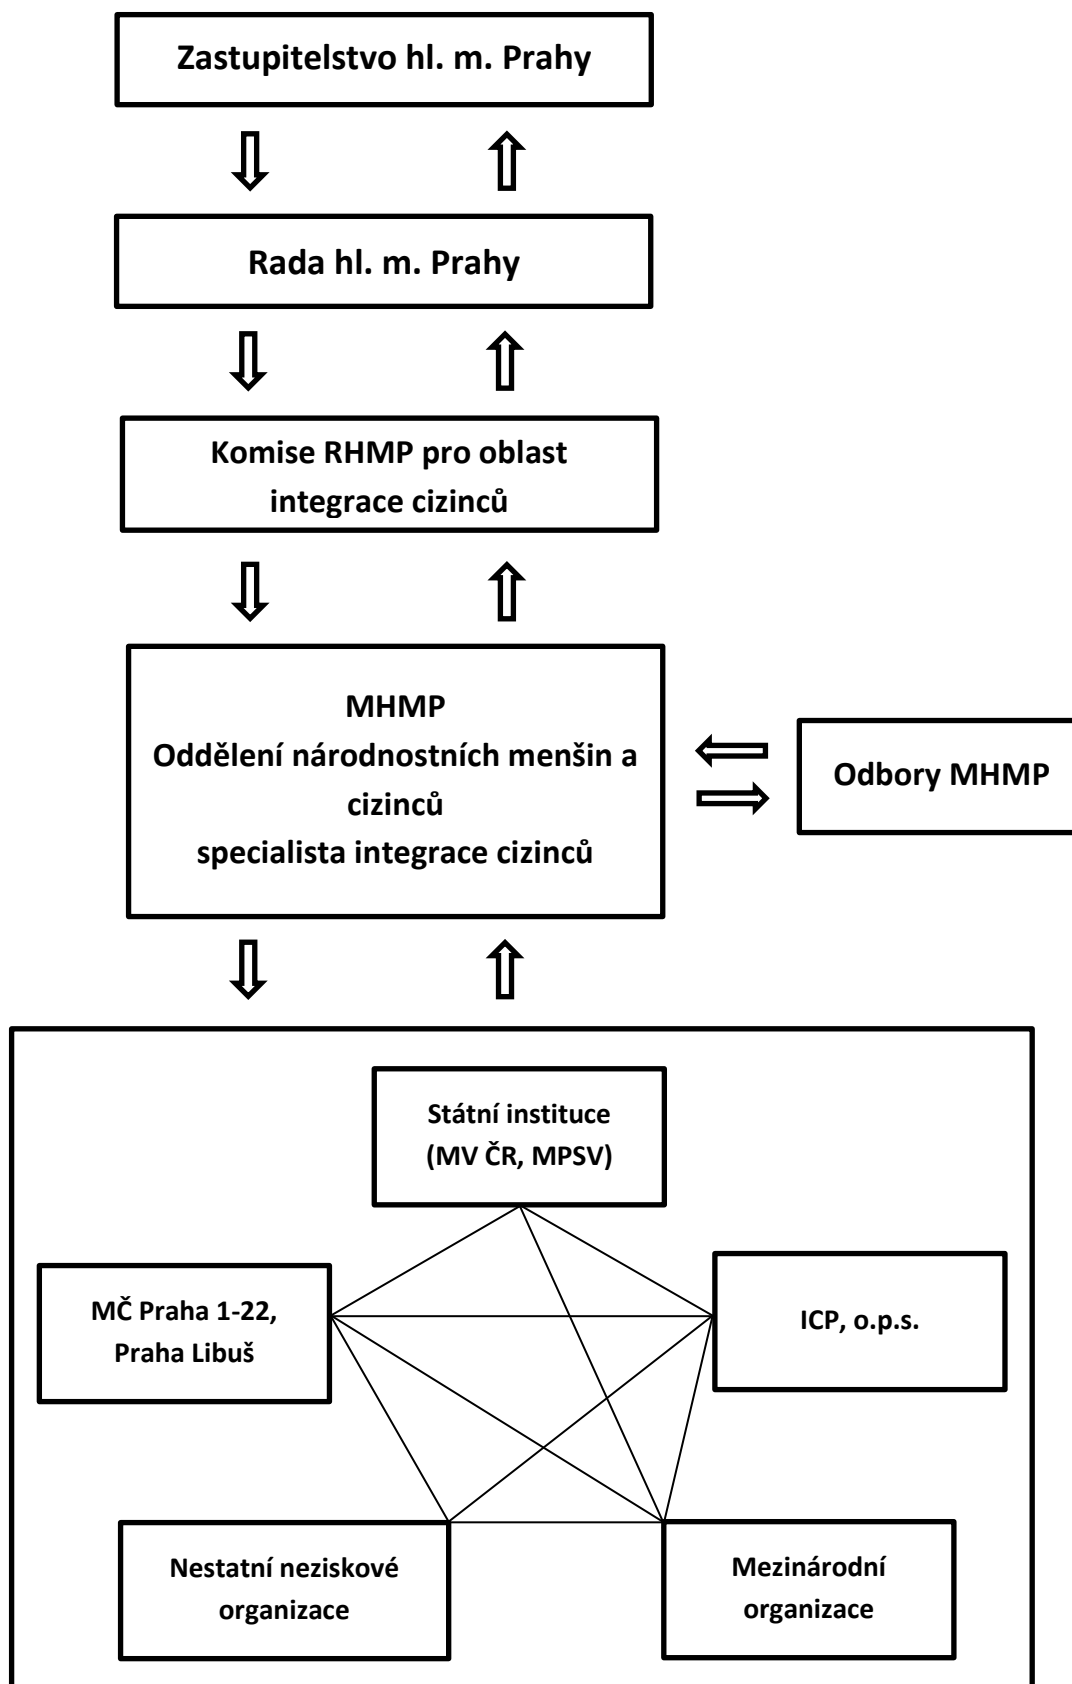 Zastupitelstvo hl. m. Prahy
Rada hl. m. Prahy
Komise RHMP pro oblast
integrace cizinců
MHMP
Oddělení národnostních menšin a
cizinců
specialista integrace cizinců
Odbory MHMP
Státní instituce
(MV ČR, MPSV)
MČ Praha 1-22,
Praha Libuš
ICP, o.p.s.
Nestatní neziskové
organizace
Mezinárodní
organizace